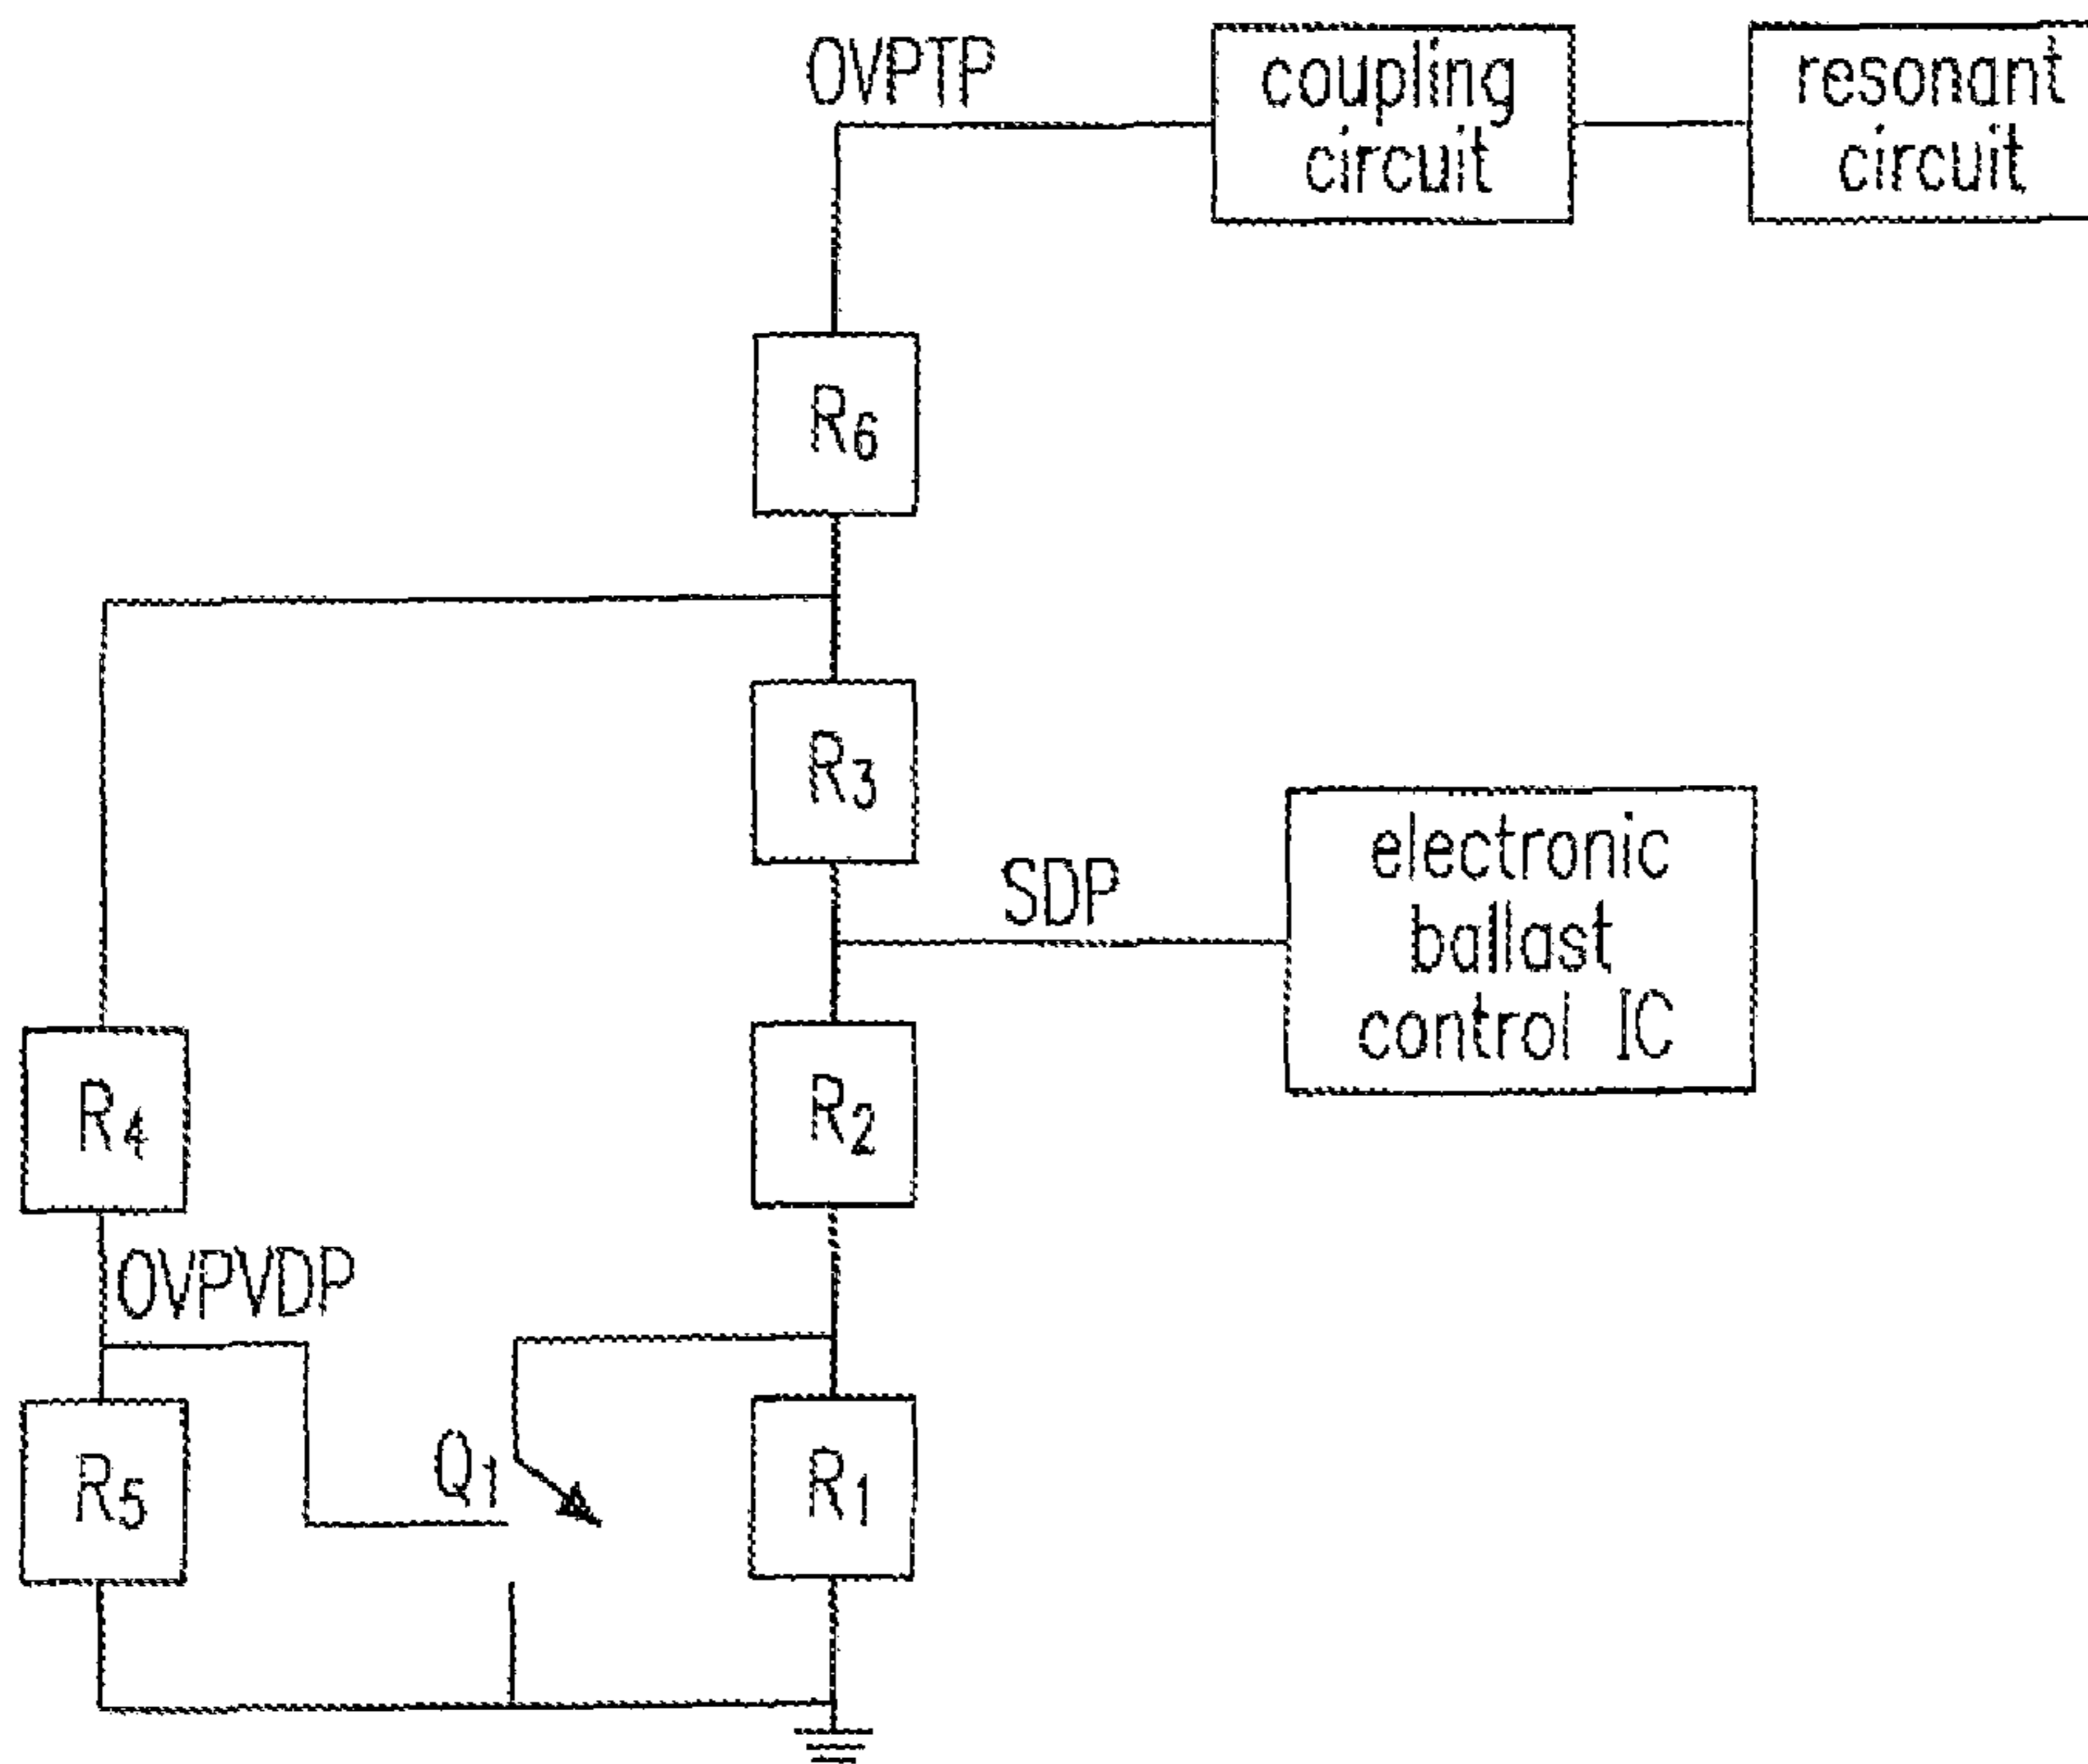 OVPTP
coupling
circuit
resonant
circuit
R6
R3
SDP
electronic
ballast
control IC
R4
R2
OVPVDP
Q1
R5
R1